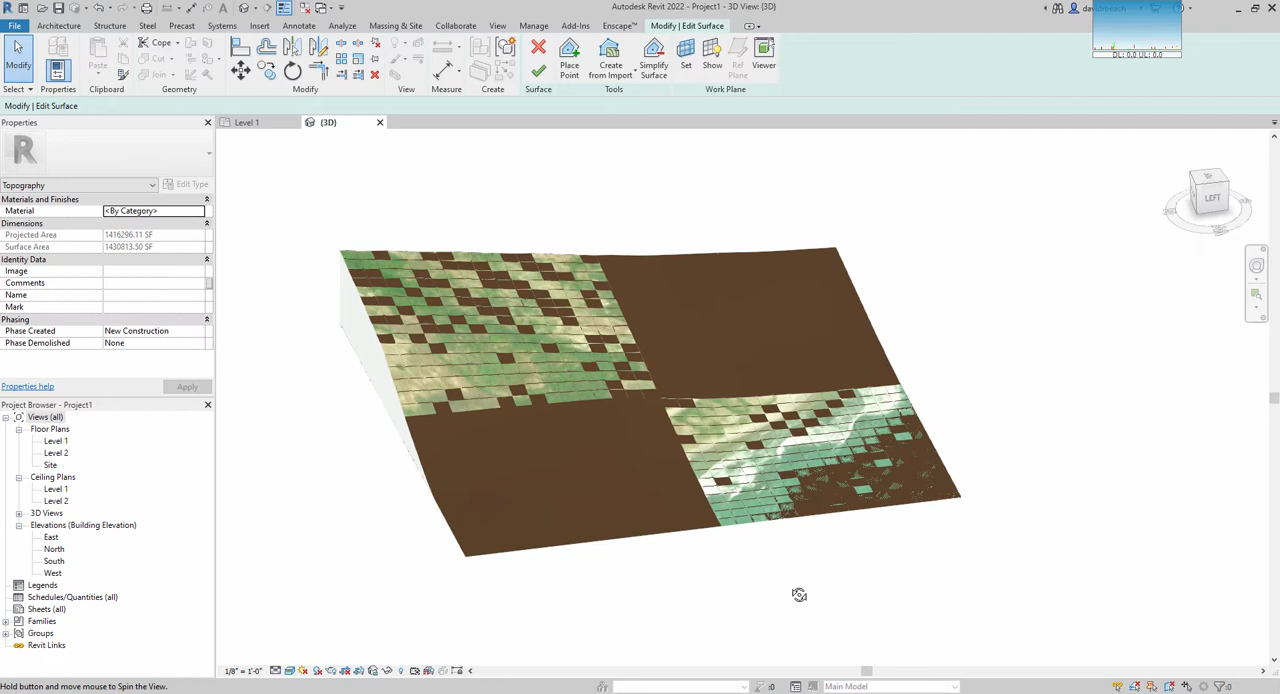 Autodesk Revit 2022 - Project1 - 3D View: {3D}
File Architecture Structure Steel Precast Systems Insert Annotate Analyze Massing & Site Collaborate View Manage Add-Ins Enscape™ Modify | Edit Surface
Modify
Select
Properties
Paste
Clipboard
Cope
Cut
Join
Geometry
Modify
View
Measure
Create
Surface
Place
Point
Create
from Import
Simplify
Surface
Tools
Set
Show
Ref
Plane
Viewer
Work Plane
DL: 0.0 UL: 0.0
Modify | Edit Surface
Properties
Level 1
{3D}
Topography
Edit Type
Materials and Finishes
Material <By Category>
Dimensions
Projected Area 1416296.11 SF
Surface Area 1430813.50 SF
Identity Data
Image
Comments
Name
Mark
Phasing
Phase Created New Construction
Phase Demolished None
Properties help
Apply
LEFT
Project Browser - Project1
Views (all)
Floor Plans
Level 1
Level 2
Site
Ceiling Plans
Level 1
Level 2
3D Views
Elevations (Building Elevation)
East
North
South
West
Legends
Schedules/Quantities (all)
Sheets (all)
Families
Groups
Revit Links
1/8" = 1'-0"
Hold button and move mouse to Spin the View.
:0
Main Model
:0